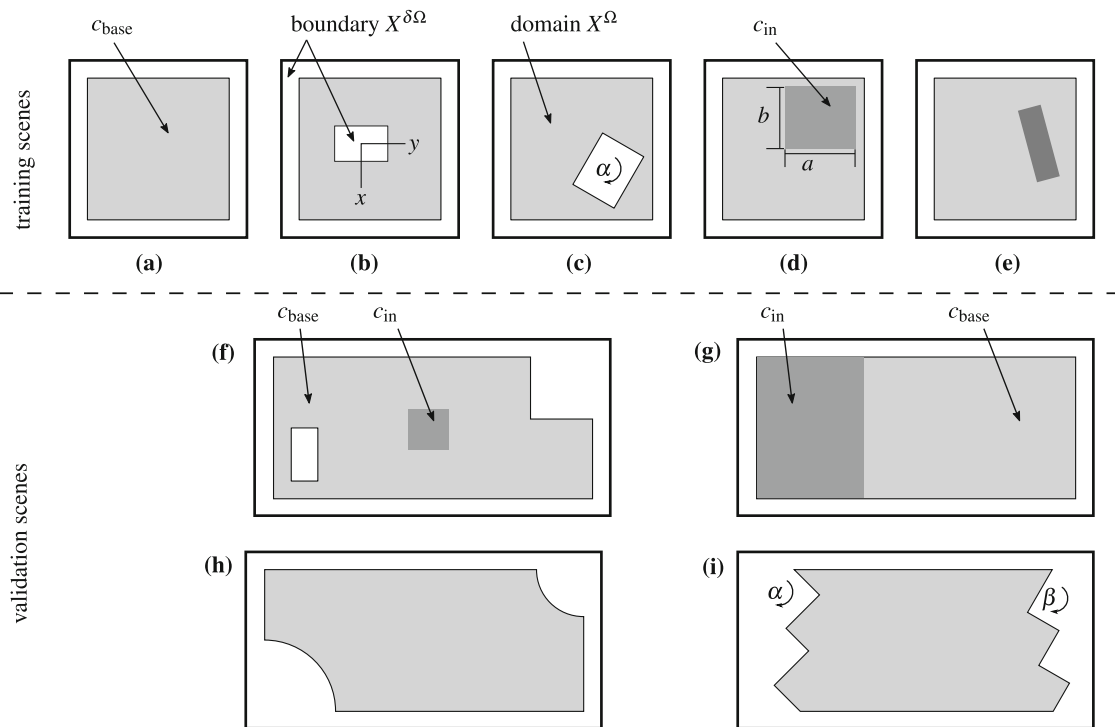 c_base
boundary X^{δΩ}
domain X^Ω
c_in
training scenes
y
x
α
b
a
(a)
(b)
(c)
(d)
(e)
c_base
c_in
c_in
c_base
(f)
(g)
validation scenes
(h)
(i)
α
β